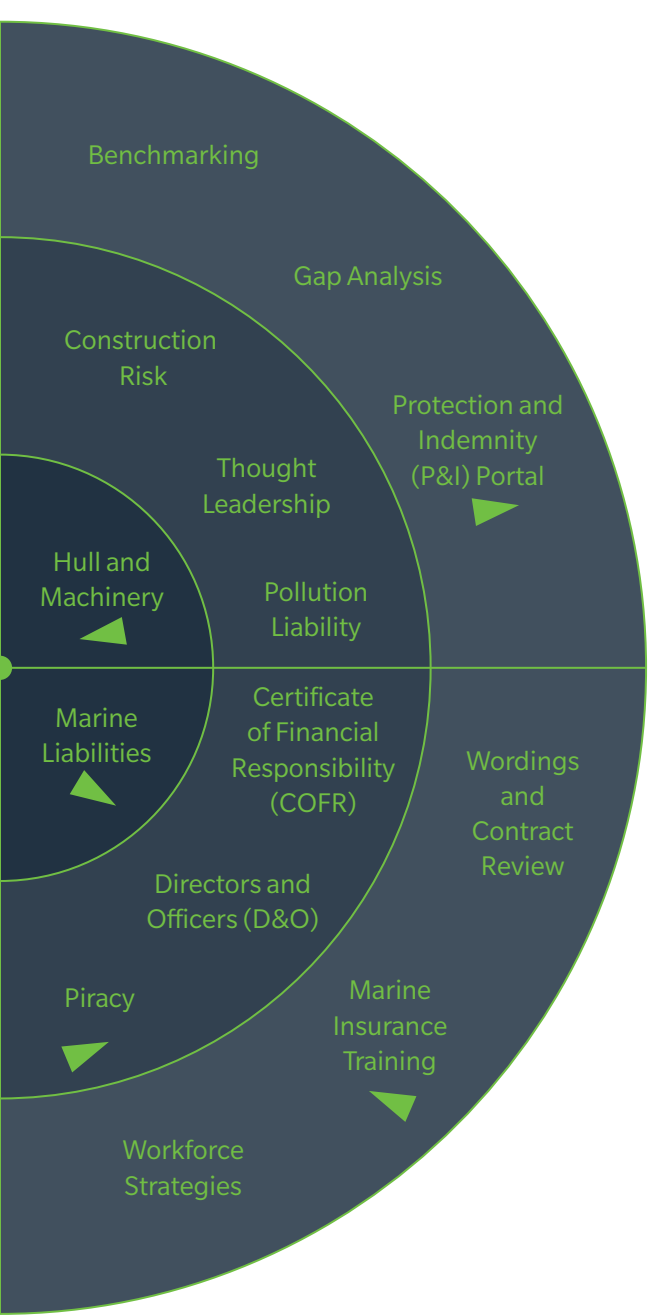 Benchmarking
Gap Analysis
Construction
Risk
Protection and
Indemnity
(P&I) Portal
Thought
Leadership
Hull and
Machinery
Pollution
Liability
Marine
Liabilities
Certificate
of Financial
Responsibility
(COFR)
Wordings
and
Contract
Review
Directors and
Officers (D&O)
Piracy
Marine
Insurance
Training
Workforce
Strategies